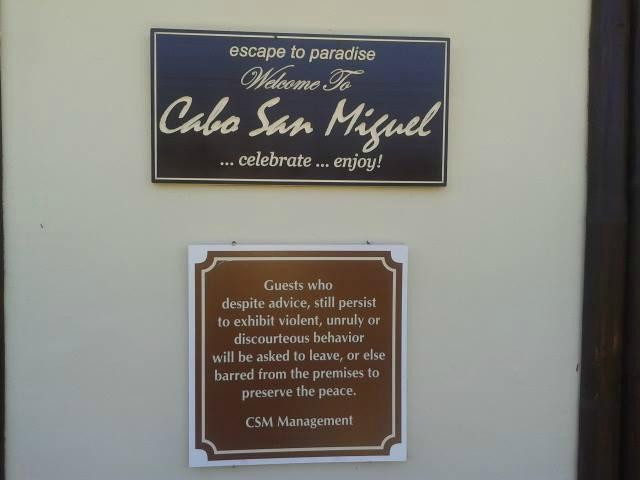 escape to paradise
Welcome To
Cabo San Miguel
... celebrate ... enjoy!
Guests who
despite advice, still persist
to exhibit violent, unruly or
discourteous behavior
will be asked to leave, or else
barred from the premises to
preserve the peace.
CSM Management